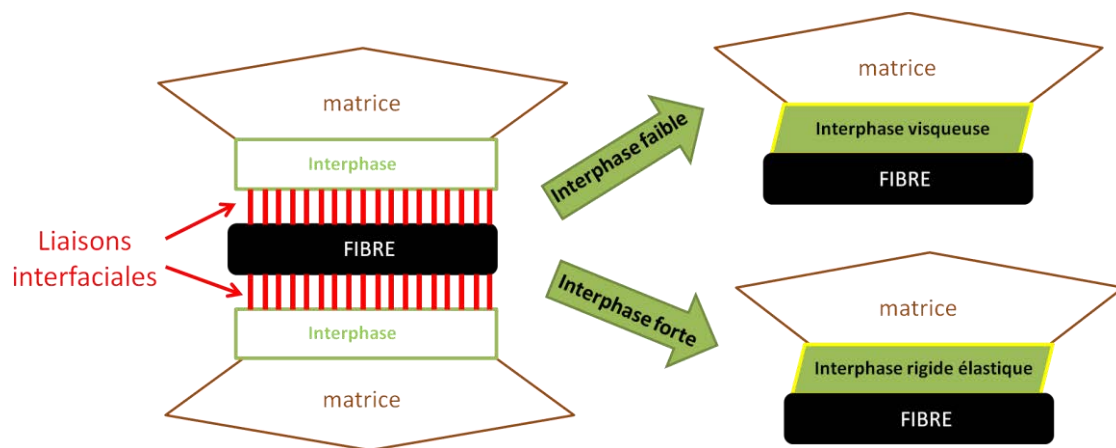 matrice
Interphase
Liaisons
interfaciales
FIBRE
Interphase
matrice
Interphase faible
Interphase forte
matrice
Interphase visqueuse
FIBRE
matrice
Interphase rigide élastique
FIBRE